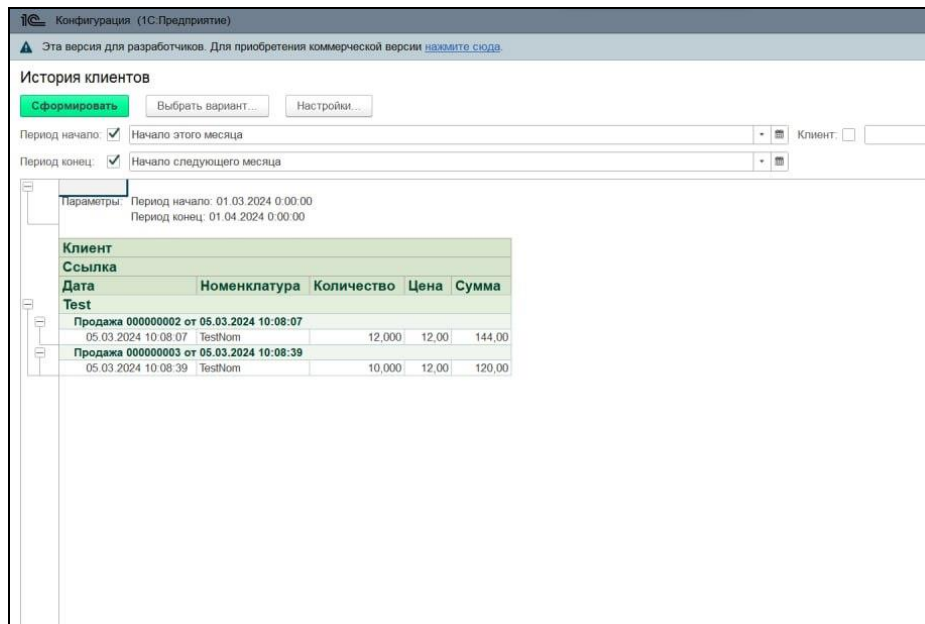 1С Конфигурация (1С:Предприятие)
Эта версия для разработчиков. Для приобретения коммерческой версии нажмите сюда.
История клиентов
Сформировать Выбрать вариант... Настройки...
Период начало: Начало этого месяца Клиент:
Период конец: Начало следующего месяца
Параметры: Период начало: 01.03.2024 0:00:00
Период конец: 01.04.2024 0:00:00
Клиент
Ссылка
Дата Номенклатура Количество Цена Сумма
Test
Продажа 000000002 от 05.03.2024 10:08:07
05.03.2024 10:08:07 TestNom 12,000 12,00 144,00
Продажа 000000003 от 05.03.2024 10:08:39
05.03.2024 10:08:39 TestNom 10,000 12,00 120,00